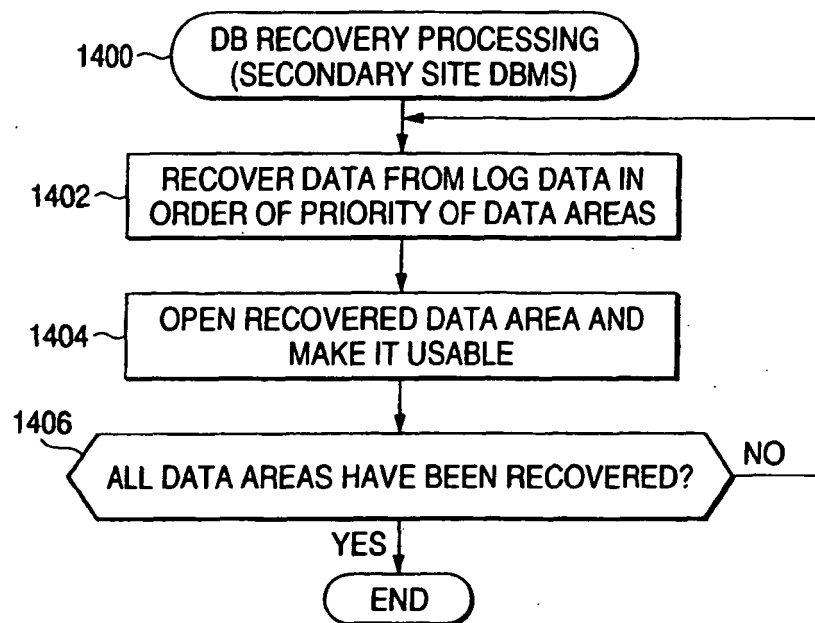 1400
DB RECOVERY PROCESSING
(SECONDARY SITE DBMS)
1402
RECOVER DATA FROM LOG DATA IN
ORDER OF PRIORITY OF DATA AREAS
1404
OPEN RECOVERED DATA AREA AND
MAKE IT USABLE
1406
ALL DATA AREAS HAVE BEEN RECOVERED?
NO
YES
END